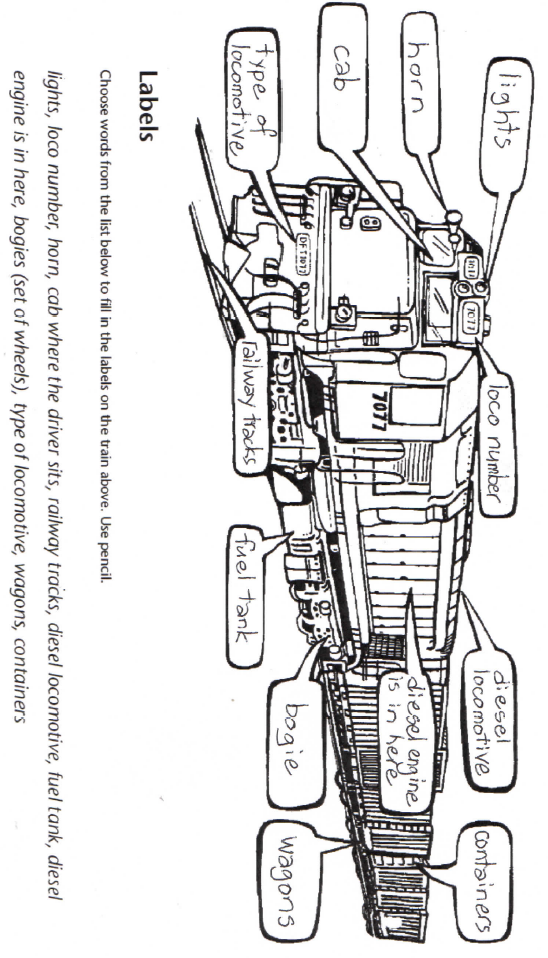 lights
horn
cab
type of
locomotive
loco number
7077
7077
DFT7077
railway tracks
fuel tank
diesel
locomotive
diesel engine
is in here
bogie
containers
wagons
Labels
Choose words from the list below to fill in the labels on the train above. Use pencil.
lights, loco number, horn, cab where the driver sits, railway tracks, diesel locomotive, fuel tank, diesel
engine is in here, bogies (set of wheels), type of locomotive, wagons, containers